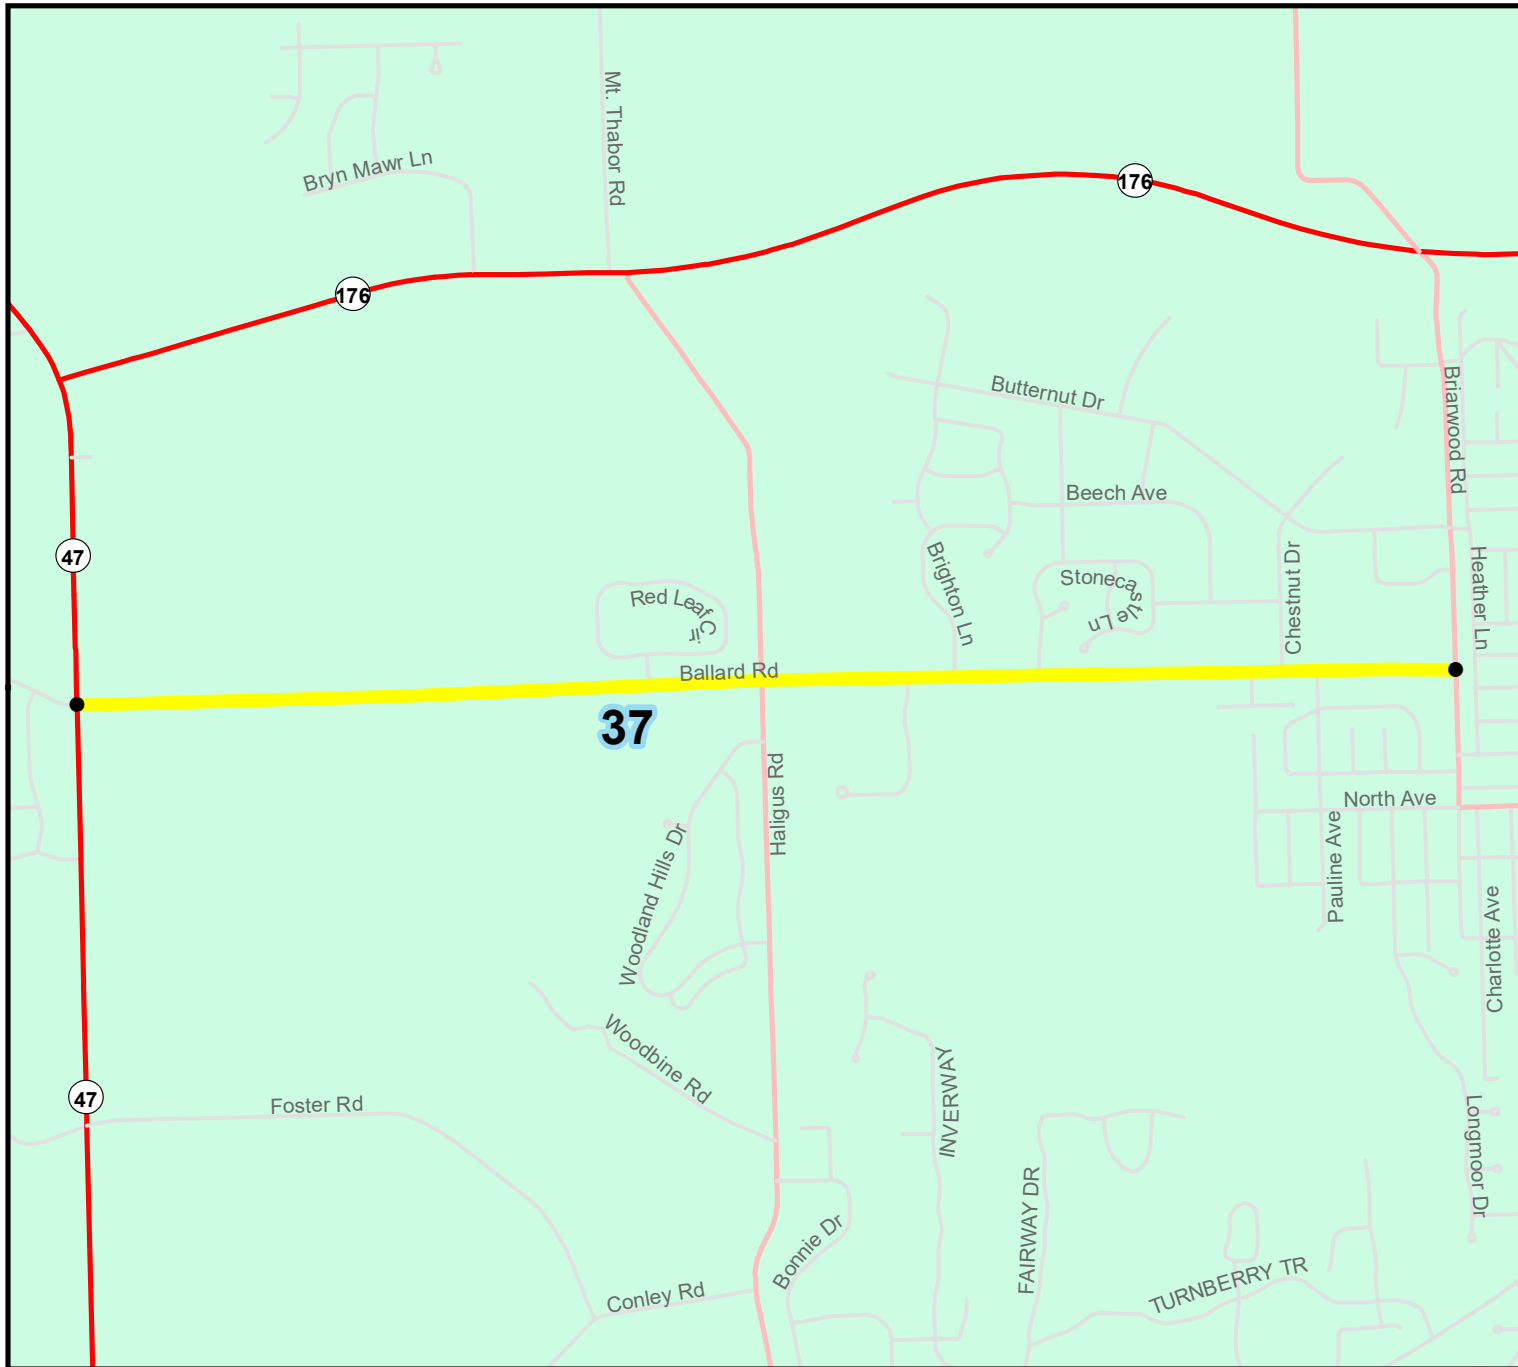 Mt. Thabor Rd
Bryn Mawr Ln
176
176
Butternut Dr
Briarwood Rd
Beech Ave
47
Brighton Ln
Chestnut Dr
Heather Ln
Stonecastle Ln
Red Leaf Cir
Ballard Rd
37
Haligus Rd
North Ave
Pauline Ave
Woodland Hills Dr
Charlotte Ave
Woodbine Rd
INVERWAY
47
Foster Rd
Longmoor Dr
FAIRWAY DR
Bonnie Dr
TURNBERRY TR
Conley Rd